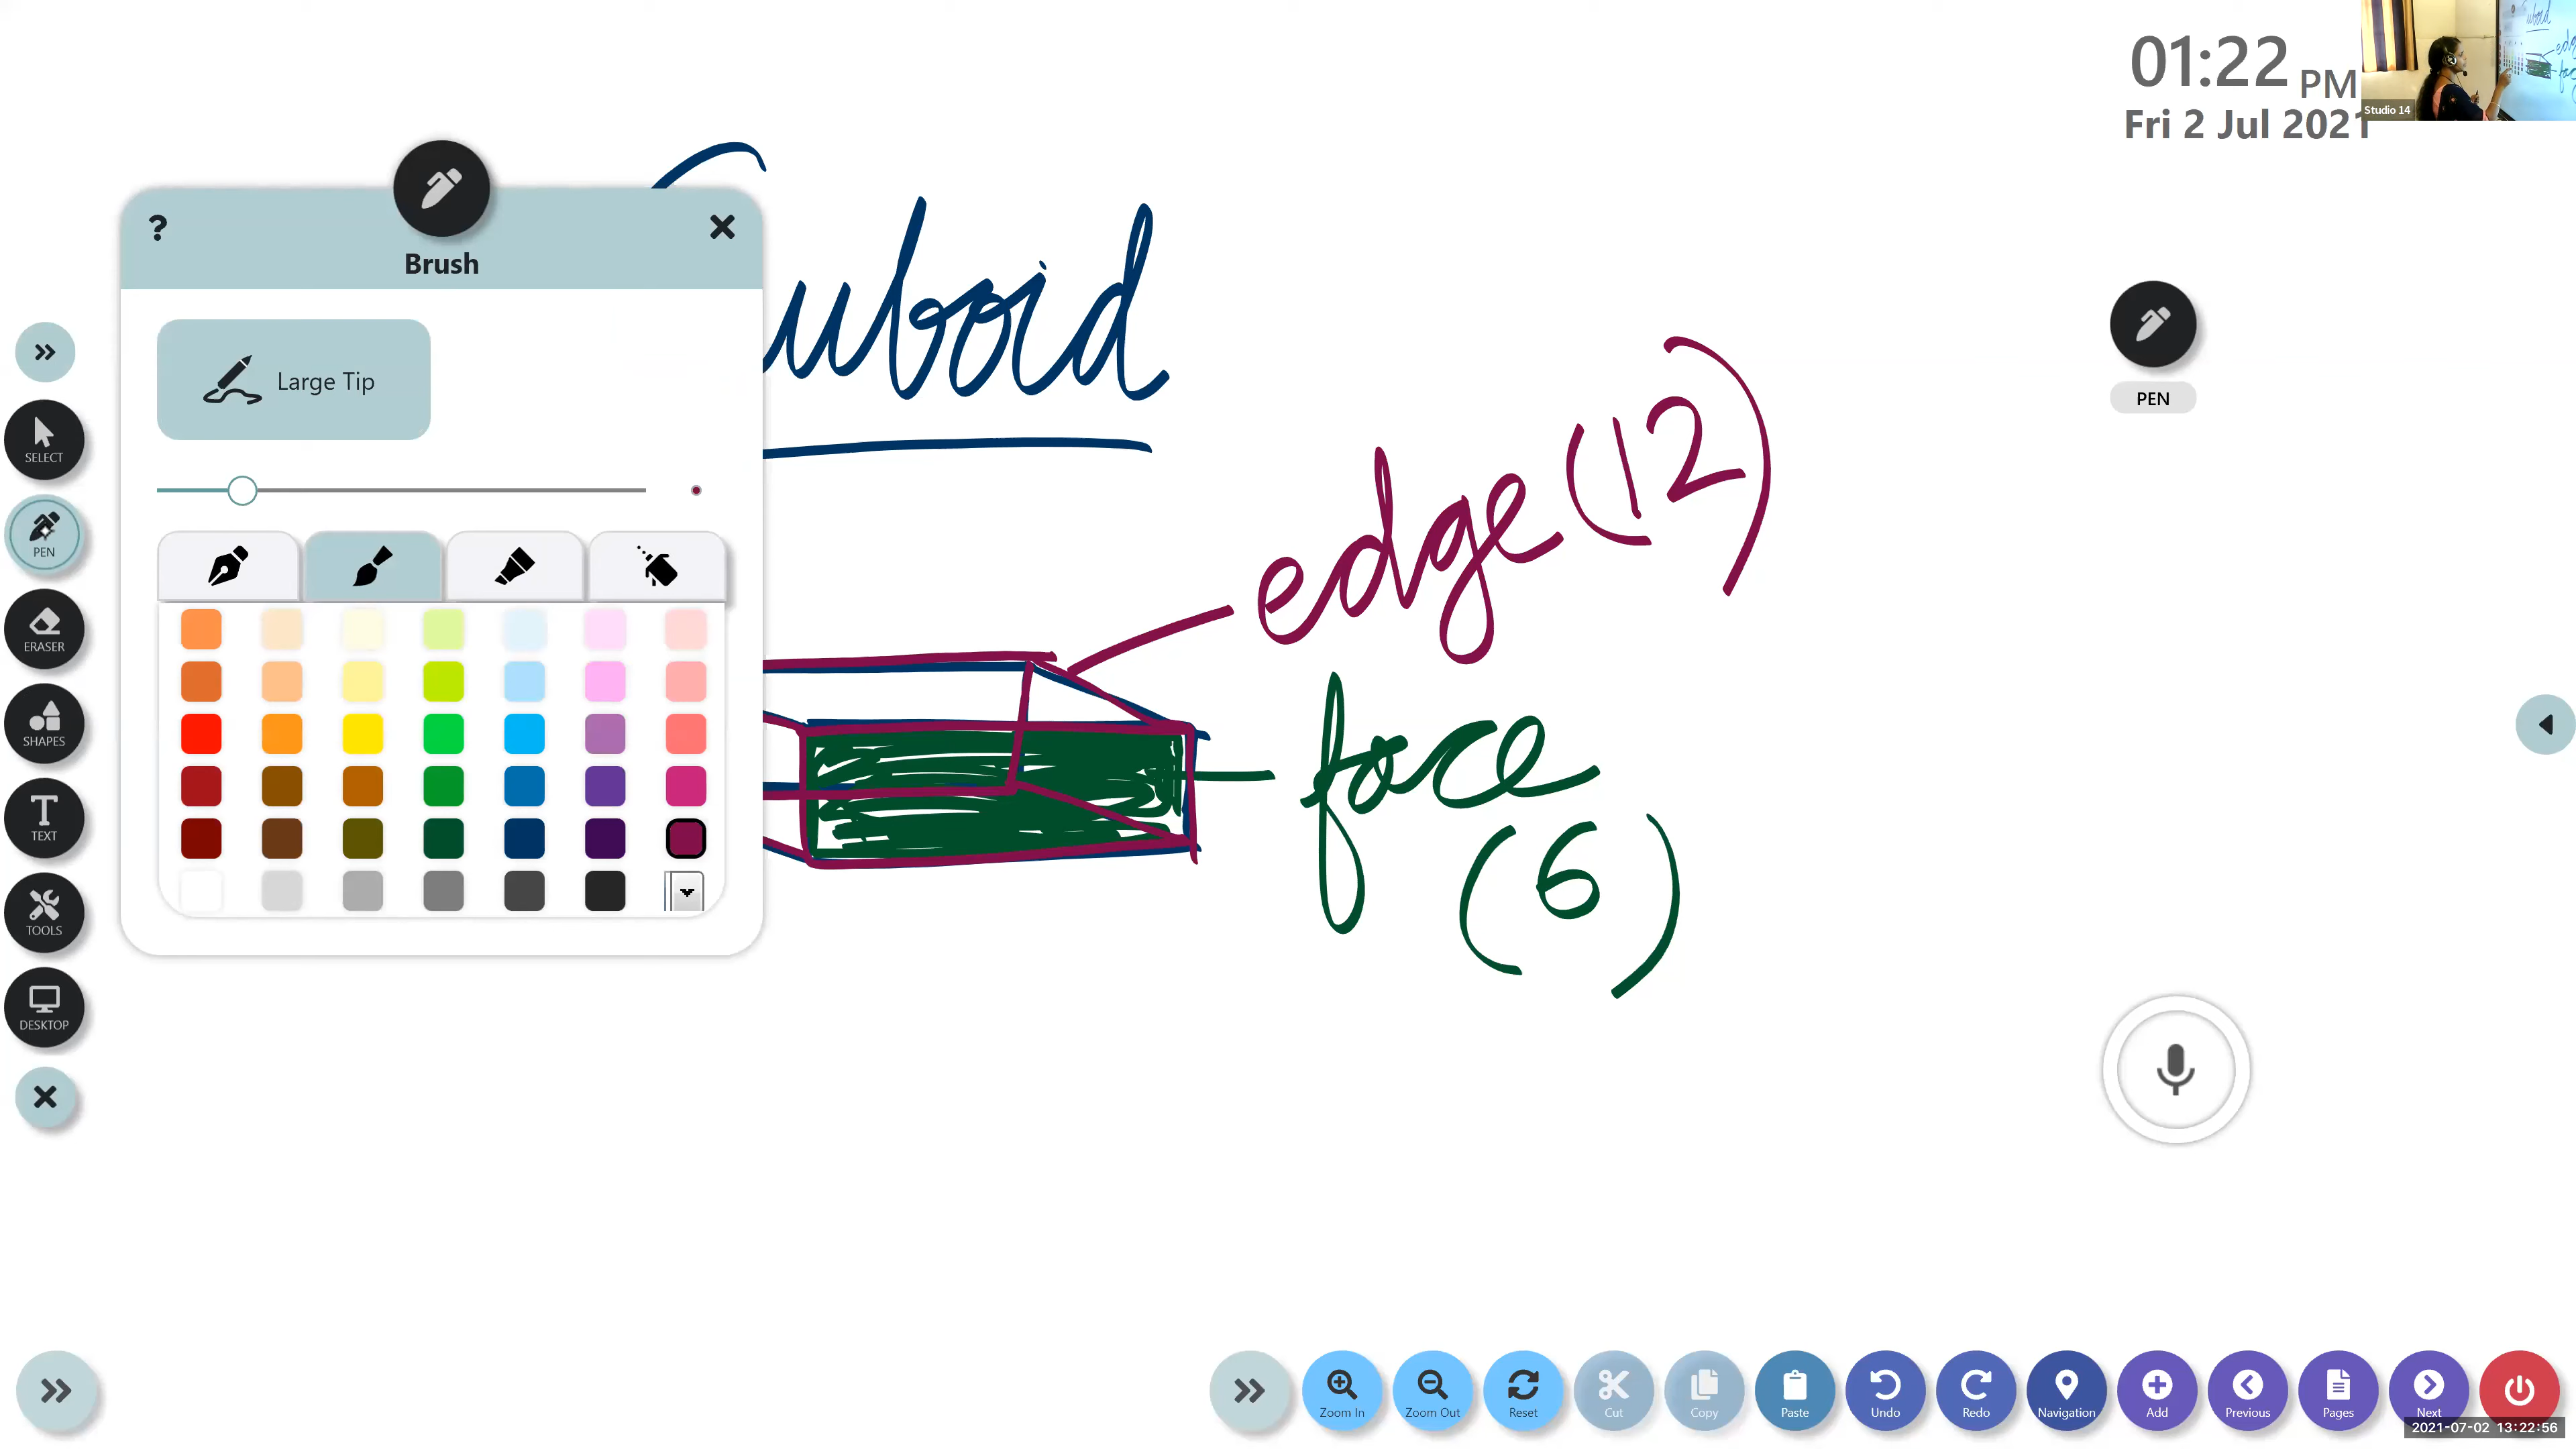 01:22 PM
Fri 2 Jul 2021
Studio 14
?
Brush
Large Tip
Cuboid
edge (12)
face
(6)
PEN
SELECT
PEN
ERASER
SHAPES
TEXT
TOOLS
DESKTOP
Zoom In
Zoom Out
Reset
Cut
Copy
Paste
Undo
Redo
Navigation
Add
Previous
Pages
Next
2021-07-02 13:22:56